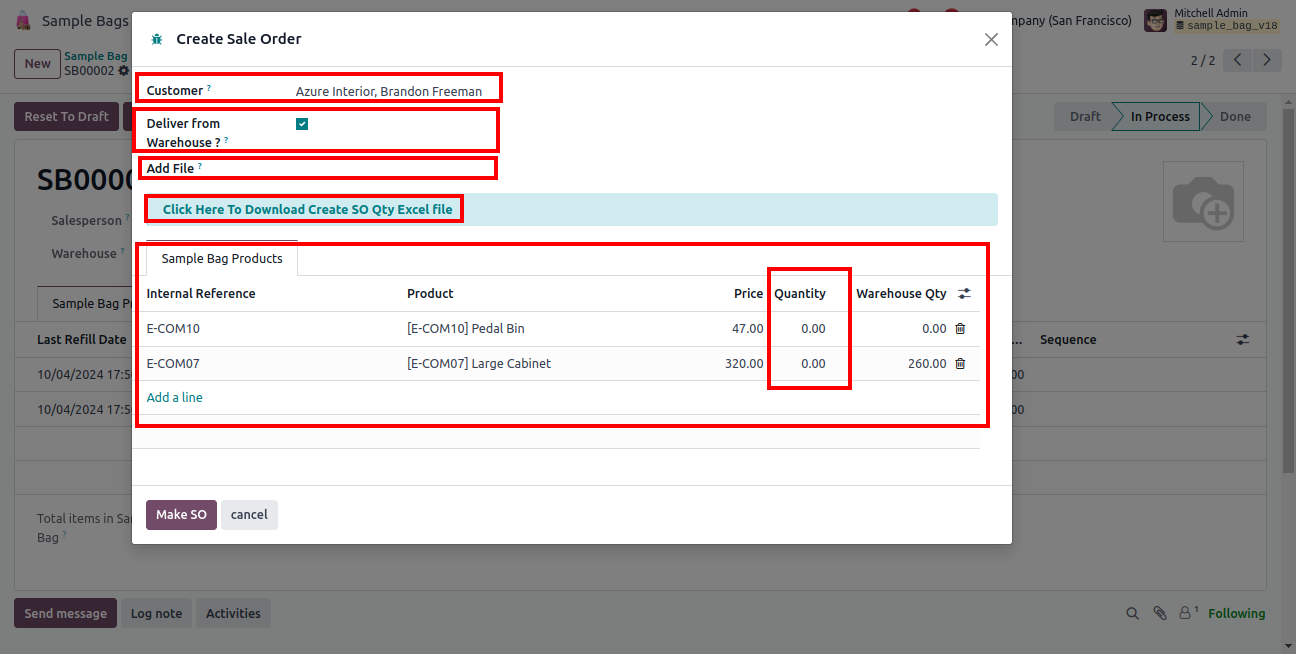 Sample Bags
mpany (San Francisco)
Mitchell Admin
sample_bag_v18
New
Sample Bag
SB00002
2 / 2
Create Sale Order
Reset To Draft
Draft
In Process
Done
Customer ?
Azure Interior, Brandon Freeman
Deliver from
Warehouse ? ?
Add File ?
Click Here To Download Create SO Qty Excel file
SB0000
Salesperson ?
Warehouse ?
Sample Bag P
Sample Bag Products
Internal Reference Product Price Quantity Warehouse Qty
E-COM10 [E-COM10] Pedal Bin 47.00 0.00 0.00
E-COM07 [E-COM07] Large Cabinet 320.00 0.00 260.00
Add a line
Last Refill Date
... Sequence
10/04/2024 17:5
00
10/04/2024 17:5
00
Make SO
cancel
Total items in Sa
Bag ?
Send message
Log note
Activities
1
Following